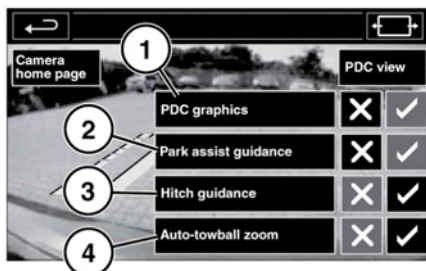 Camera
home page
PDC view
1
PDC graphics
2
Park assist guidance
3
Hitch guidance
4
Auto-towball zoom